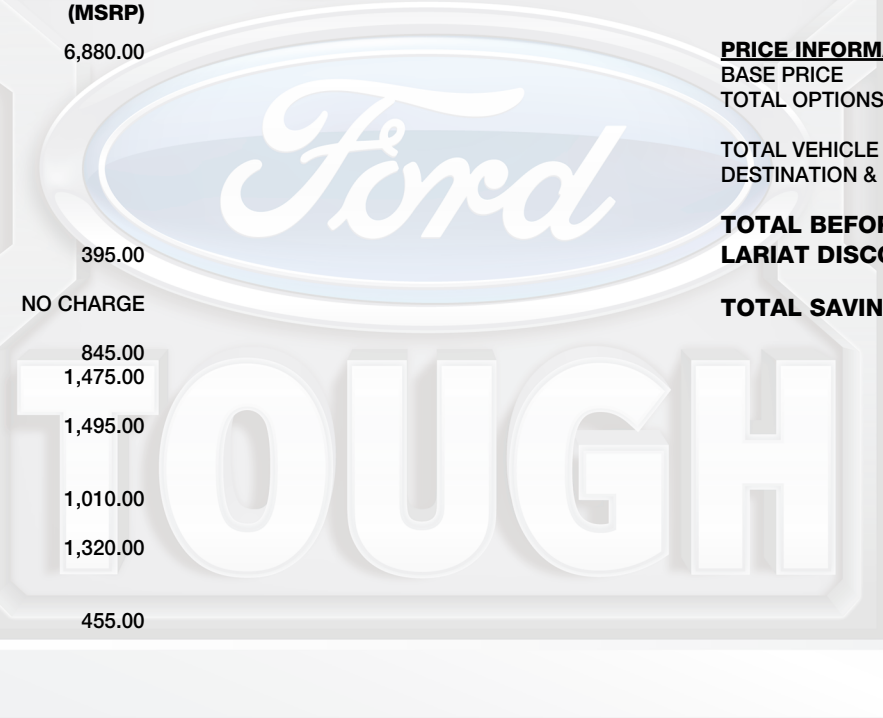 (MSRP)
6,880.00
395.00
NO CHARGE
845.00
1,475.00
1,495.00
1,010.00
1,320.00
455.00
PRICE INFORM
BASE PRICE
TOTAL OPTIONS
TOTAL VEHICLE
DESTINATION &
TOTAL BEFOR
LARIAT DISCO
TOTAL SAVIN
Ford
TOUGH